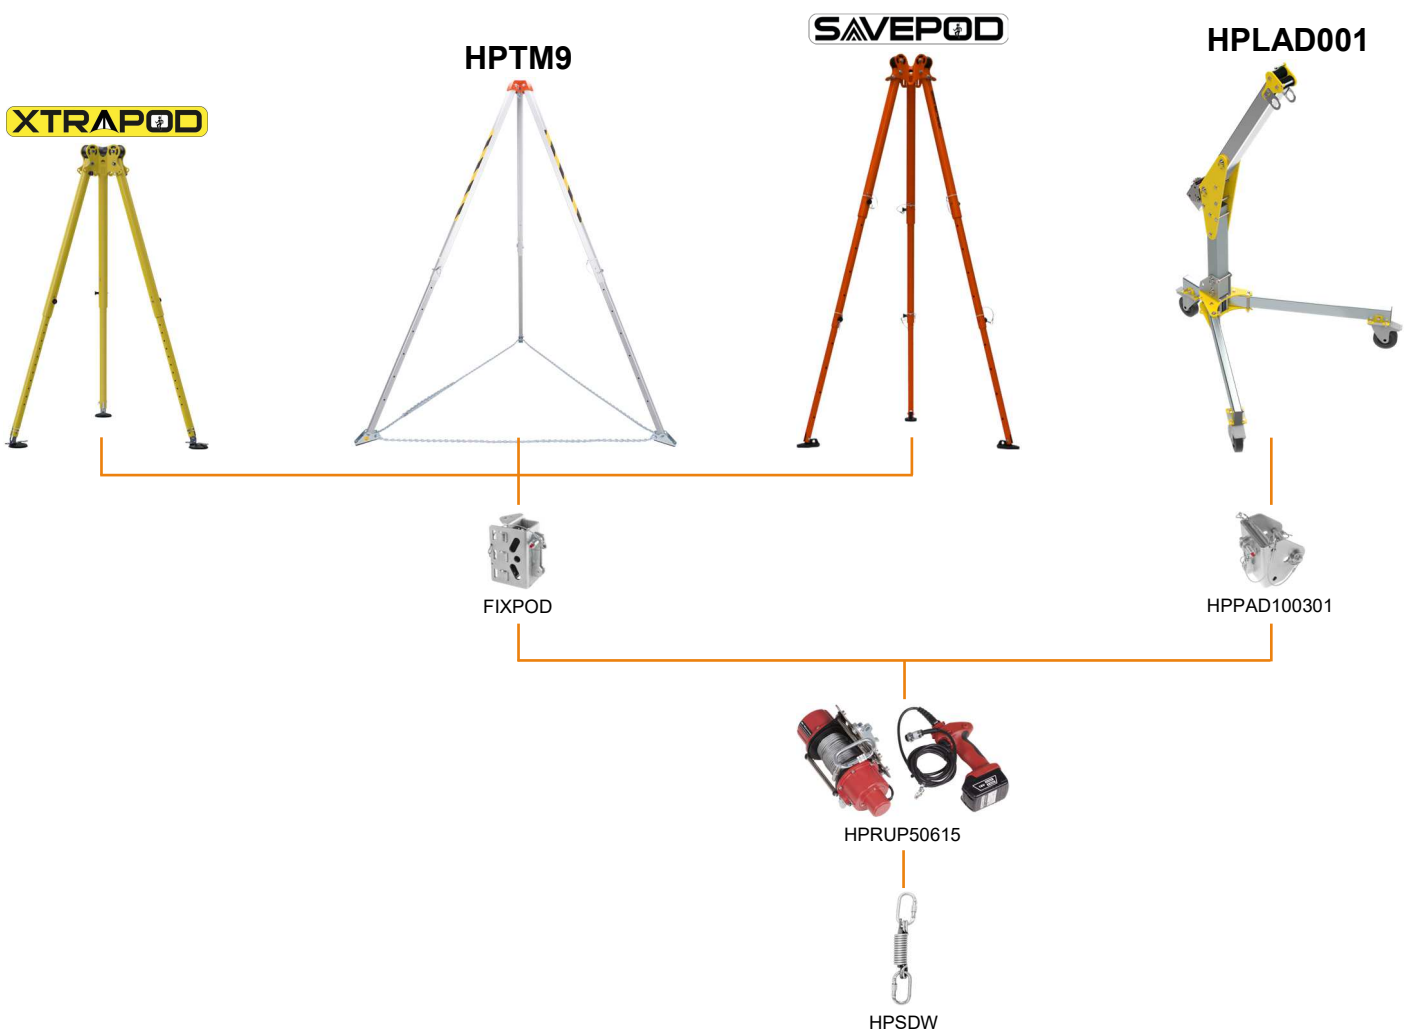 SAVEPOD
HPLAD001
HPTM9
XTRAPOD
FIXPOD
HPPAD100301
HPRUP50615
HPSDW